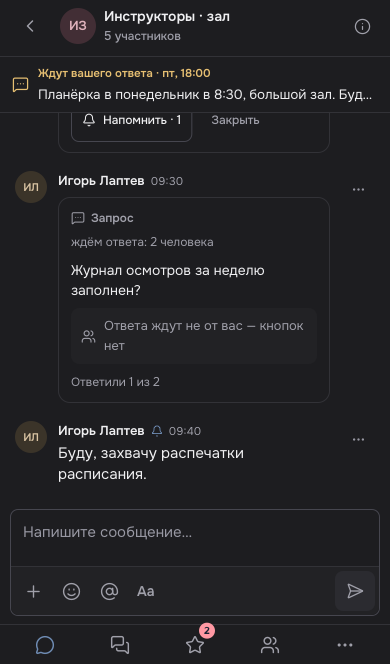 ИЗ
Инструкторы · зал
5 участников
Ждут вашего ответа · пт, 18:00
Планёрка в понедельник в 8:30, большой зал. Буд…
Напомнить · 1
Закрыть
ИЛ
Игорь Лаптев 09:30
Запрос
ждём ответа: 2 человека
Журнал осмотров за неделю
заполнен?
Ответа ждут не от вас — кнопок
нет
Ответили 1 из 2
ИЛ
Игорь Лаптев 09:40
Буду, захвачу распечатки
расписания.
Напишите сообщение…
Aa
2